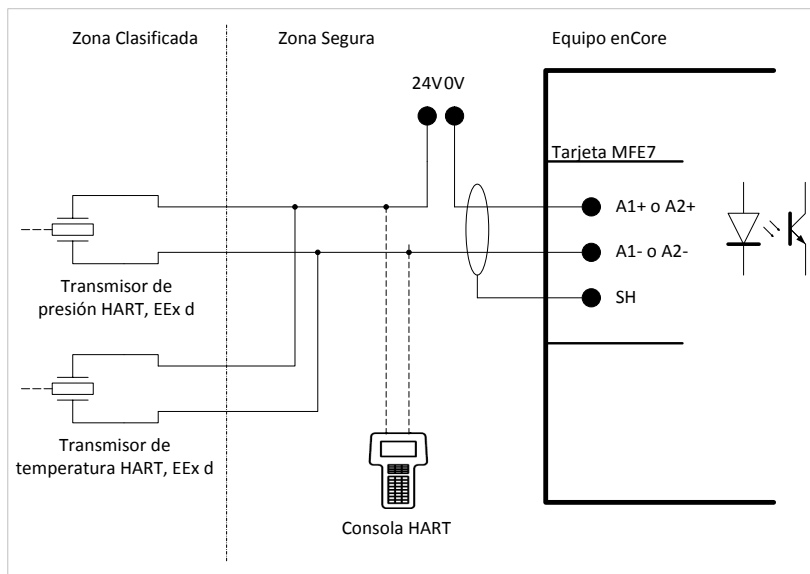 Zona Clasificada
Zona Segura
Equipo enCore
24V 0V
Tarjeta MFE7
A1+ o A2+
A1- o A2-
SH
Transmisor de
presión HART, EEx d
Transmisor de
temperatura HART, EEx d
Consola HART